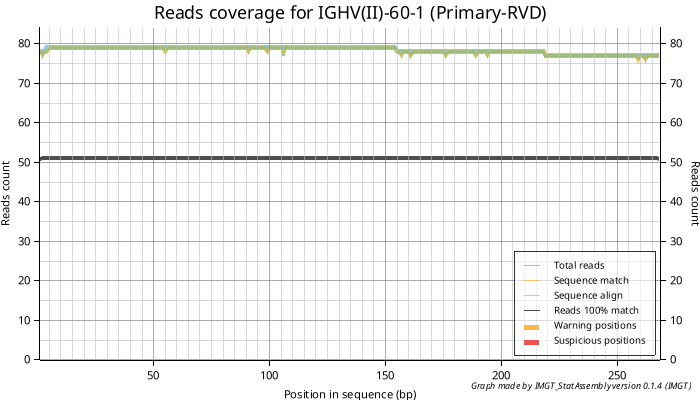 Reads coverage for IGHV(II)-60-1 (Primary-RVD)
80 80
70 70
60 60
50 50
40 40
30 30
20 20
10 10
0 0
Reads count
Reads count
Total reads
Sequence match
Sequence align
Reads 100% match
Warning positions
Suspicious positions
50 100 150 200 250
Position in sequence (bp)
Graph made by IMGT_StatAssembly version 0.1.4 (IMGT)